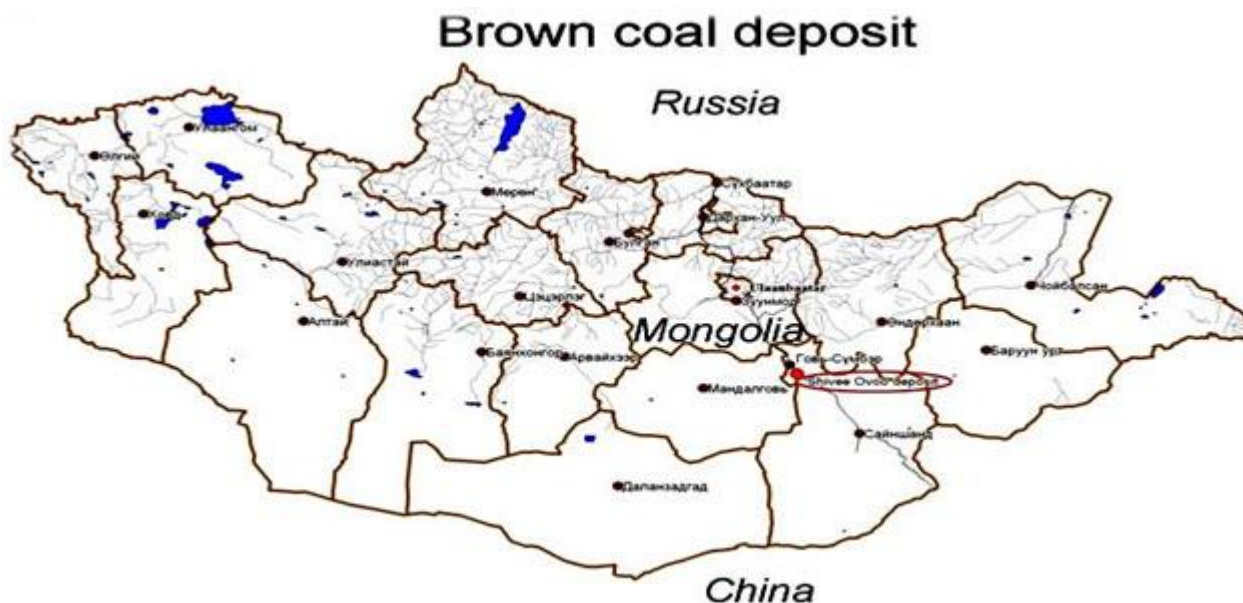 Brown coal deposit
Russia
Улаангом
Өлгий
Сүхбаатар
Мөрөн
Ховд
Дархан-Уул
Булган
Улиастай
Ulaanbaatar
Чойбалсан
Цэцэрлэг
Зуунмод
Алтай
Өндөрхаан
Mongolia
Баянхонгор
Арвайхээр
Баруун урт
Говь-Сүмбэр
Shivee Ovoo deposit
Мандалговь
Сайншанд
Даланзадгад
China